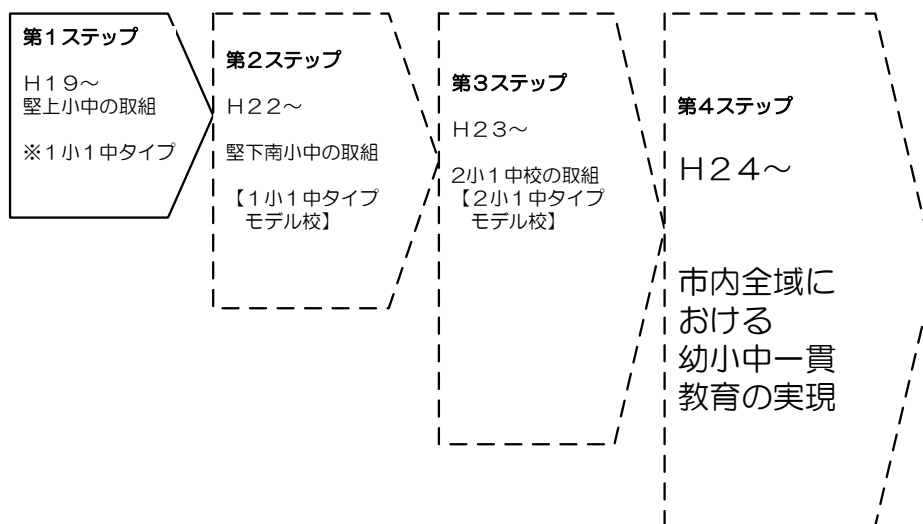 第1ステップ
H19～
堅上小中の取組
※1小1中タイプ
第2ステップ
H22～
堅下南小中の取組
【1小1中タイプ
モデル校】
第3ステップ
H23～
2小1中校の取組
【2小1中タイプ
モデル校】
第4ステップ
H24～
市内全域に
おける
幼小中一貫
教育の実現